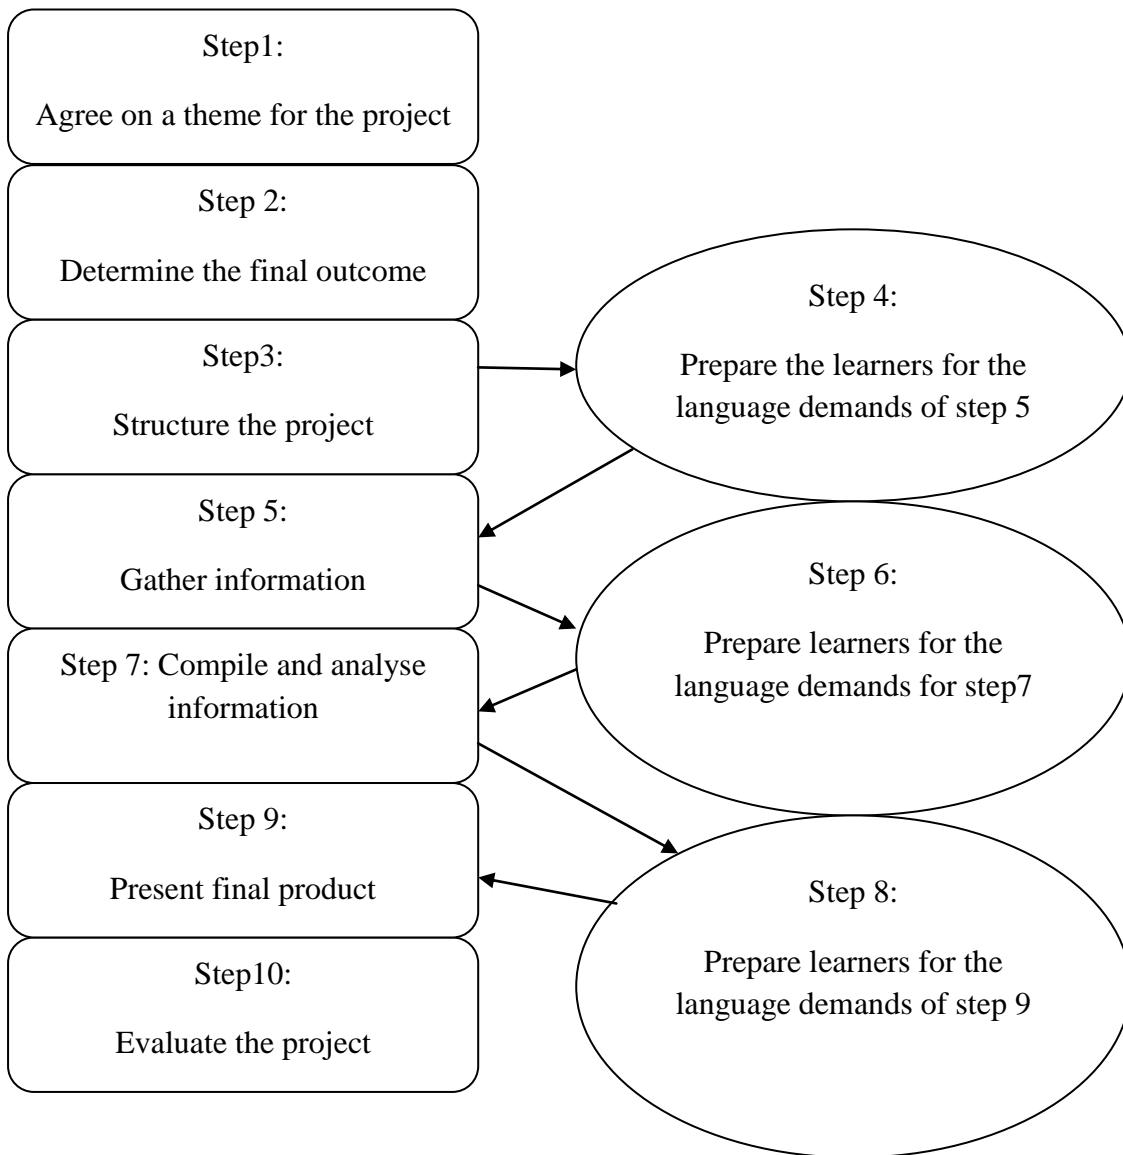 Step1:
Agree on a theme for the project
Step 2:
Determine the final outcome
Step3:
Structure the project
Step 4:
Prepare the learners for the
language demands of step 5
Step 5:
Gather information
Step 6:
Prepare learners for the
language demands for step7
Step 7: Compile and analyse
information
Step 8:
Prepare learners for the
language demands of step 9
Step 9:
Present final product
Step10:
Evaluate the project